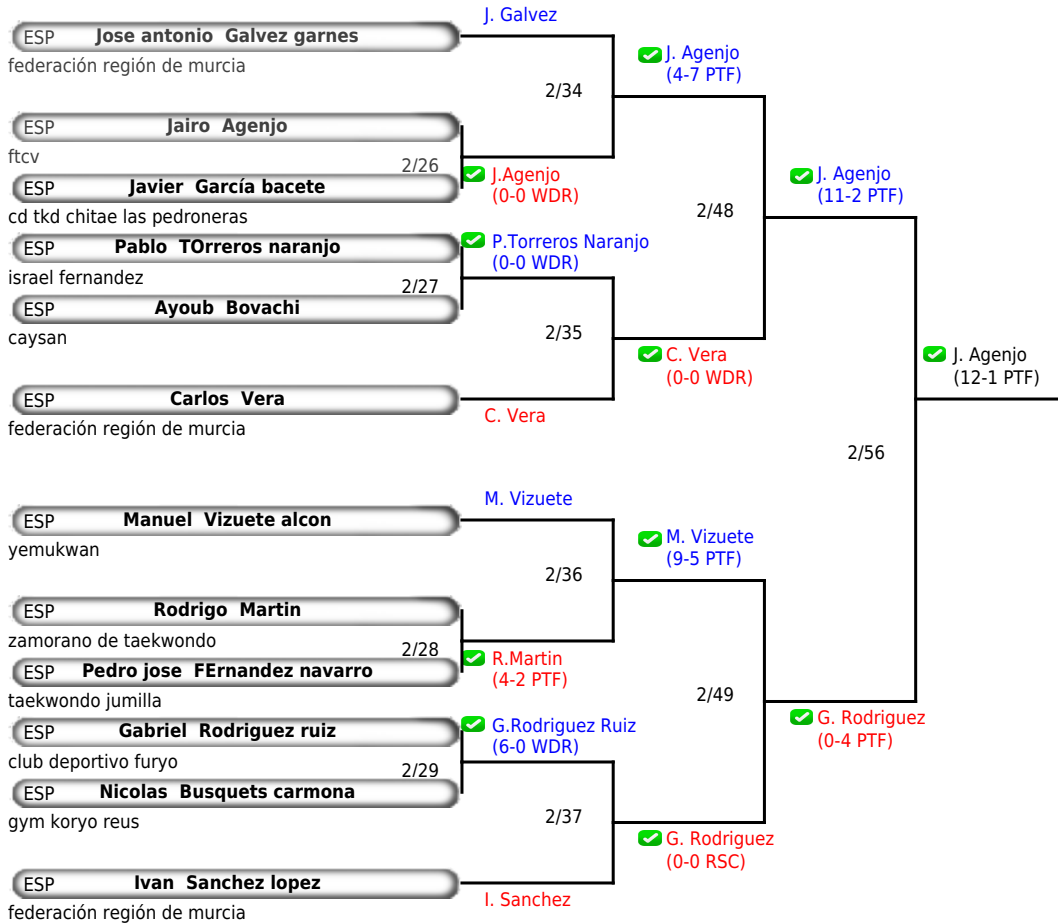 J. Galvez
ESP Jose antonio Galvez garnes
federación región de murcia
J. Agenjo
(4-7 PTF)
2/34
ESP Jairo Agenjo
ftcv
2/26
J.Agenjo
(0-0 WDR)
ESP Javier García bacete
cd tkd chitae las pedroneras
J. Agenjo
(11-2 PTF)
2/48
ESP Pablo TOrreros naranjo
israel fernandez
P.Torreros Naranjo
(0-0 WDR)
2/27
ESP Ayoub Bovachi
caysan
2/35
C. Vera
(0-0 WDR)
J. Agenjo
(12-1 PTF)
ESP Carlos Vera
federación región de murcia
C. Vera
2/56
M. Vizuete
ESP Manuel Vizuete alcon
yemukwan
M. Vizuete
(9-5 PTF)
2/36
ESP Rodrigo Martin
zamorano de taekwondo
2/28
R.Martin
(4-2 PTF)
ESP Pedro jose FErnandez navarro
taekwondo jumilla
2/49
G. Rodriguez
(0-4 PTF)
ESP Gabriel Rodriguez ruiz
club deportivo furyo
G.Rodriguez Ruiz
(6-0 WDR)
2/29
ESP Nicolas Busquets carmona
gym koryo reus
2/37
G. Rodriguez
(0-0 RSC)
ESP Ivan Sanchez lopez
federación región de murcia
I. Sanchez